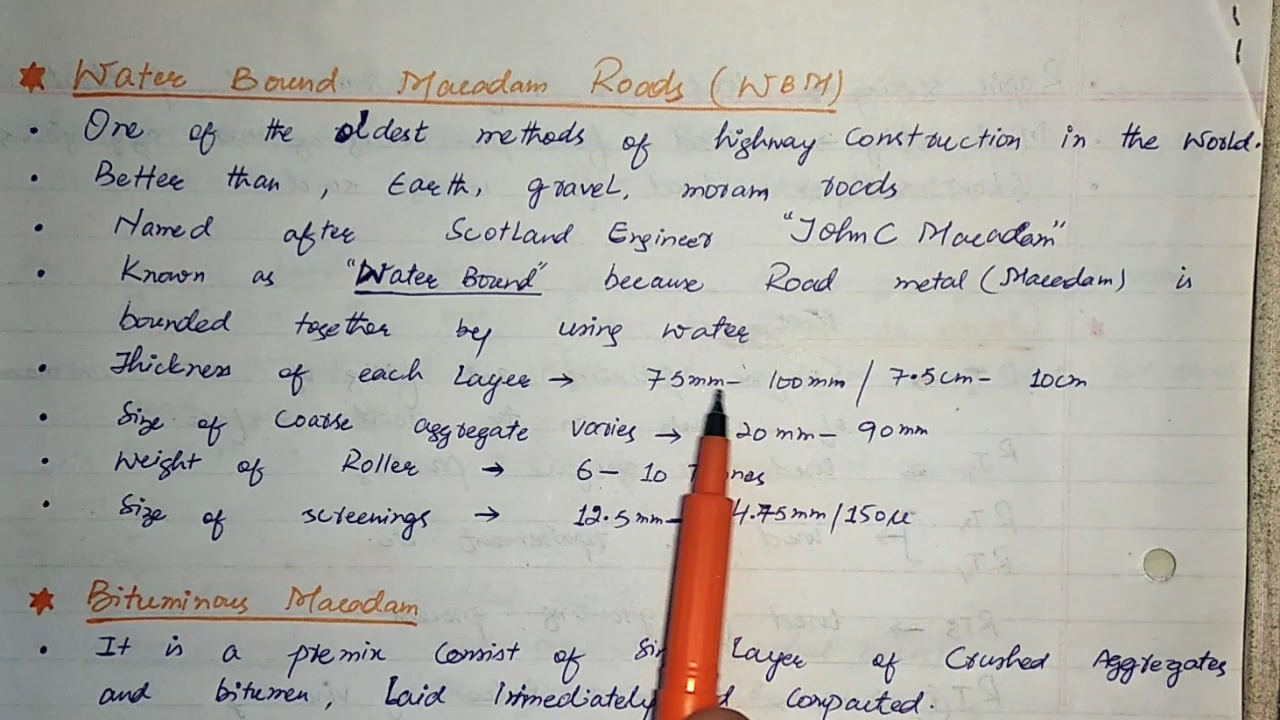 Water Bound Macadam Roads (WBM)
• One of the oldest methods of highway Construction in the World.
• Better than, Earth, gravel, moram roads
• Named after Scotland Engineer "John C Macadam"
• Known as "Water Bound" because Road metal (Macedam) is
bounded together by using water
• Thickness of each Layer → 75mm- 100mm / 7.5cm- 10cm
• Size of Coarse aggregate varies → 20mm- 90mm
• Weight of Roller → 6 - 10
• Size of screenings → 12.5mm- 4.75mm/150µ
Bituminous Macadam
• It is a premix Consist of Layer of Crushed Aggregates
and bitumen, Laid immediately Compacted.